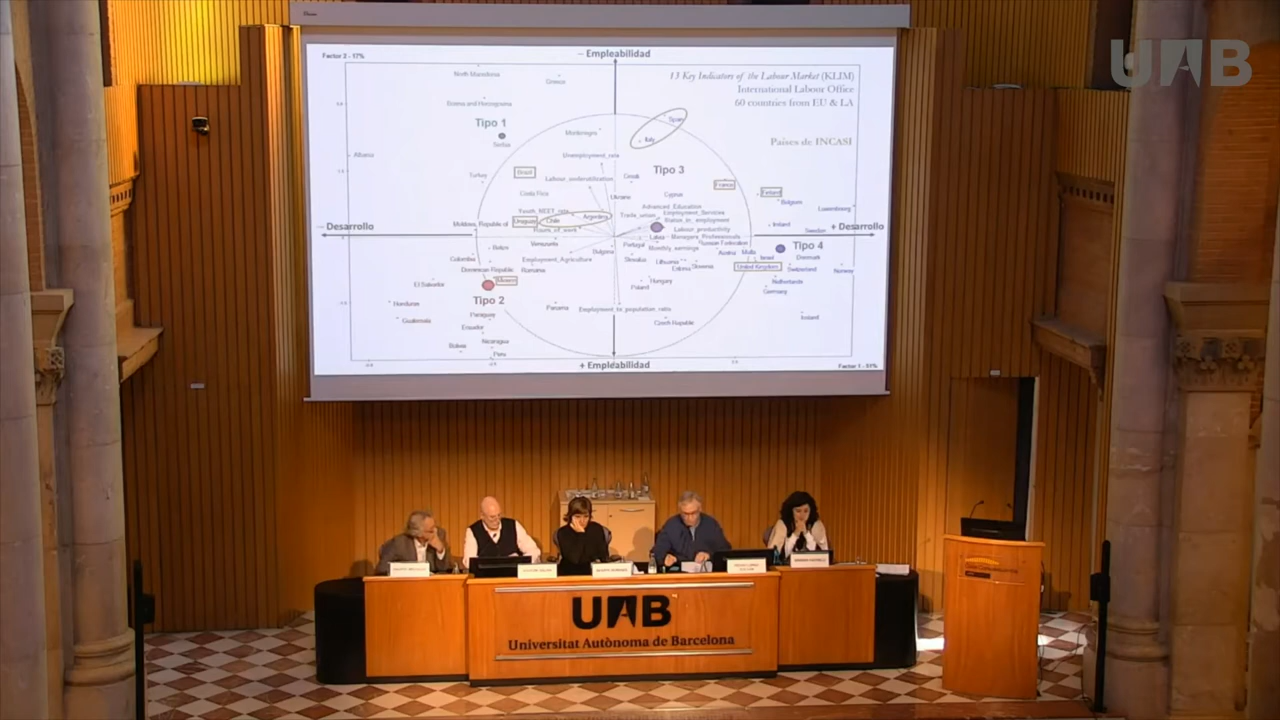 UAB
Factor 2 - 17%
– Empleabilidad
13 Key Indicators of the Labour Market (KLIM)
International Labour Office
60 countries from EU & LA
Países de INCASI
North Macedonia
Greece
Bosnia and Herzegovina
Tipo 1
Serbia
Spain
Italy
Montenegro
Albania
Unemployment_rate
Tipo 3
Turkey
Brazil
Labour_underutilization
Croatia
France
Finland
Costa Rica
Ukraine
Cyprus
Belgium
Luxembourg
Youth_NEET_rate
Argentina
Advanced_Education
Trade_union
Employment_Services
Status_in_employment
Moldova, Republic of
Uruguay
Chile
Hours_of_work
Labour_productivity
Ireland
Sweden
– Desarrollo
+ Desarrollo
Latvia
Managers_Professionals
Belize
Venezuela
Bulgaria
Portugal
Monthly_earnings
Russian Federation
Tipo 4
Austria
Malta
Israel
Denmark
Colombia
Employment_Agriculture
Slovakia
Lithuania
Estonia
Slovenia
United Kingdom
Switzerland
Norway
Dominican Republic
Romania
El Salvador
Mexico
Hungary
Poland
Netherlands
Germany
Tipo 2
Honduras
Guatemala
Paraguay
Panama
Employment_to_population_ratio
Czech Republic
Iceland
Ecuador
Nicaragua
Bolivia
Peru
+ Empleabilidad
Factor 1 - 51%
UAB
Universitat Autònoma de Barcelona